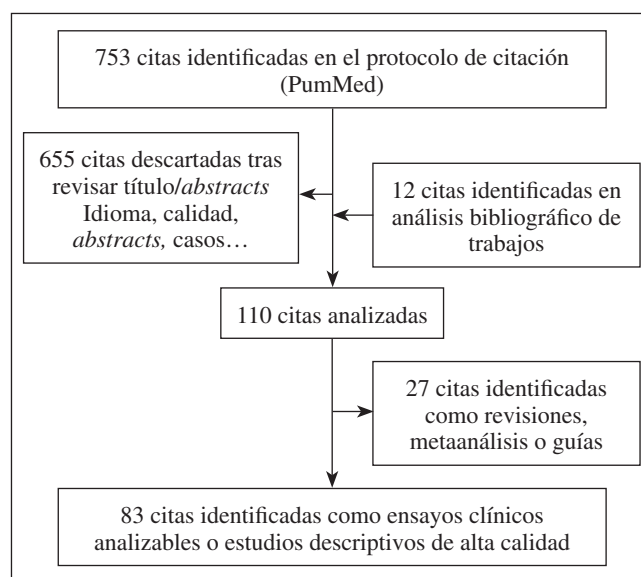 753 citas identificadas en el protocolo de citación
(PumMed)
655 citas descartadas tras
revisar título/abstracts
Idioma, calidad,
abstracts, casos…
12 citas identificadas en
análisis bibliográfico de
trabajos
110 citas analizadas
27 citas identificadas
como revisiones,
metaanálisis o guías
83 citas identificadas como ensayos clínicos
analizables o estudios descriptivos de alta calidad